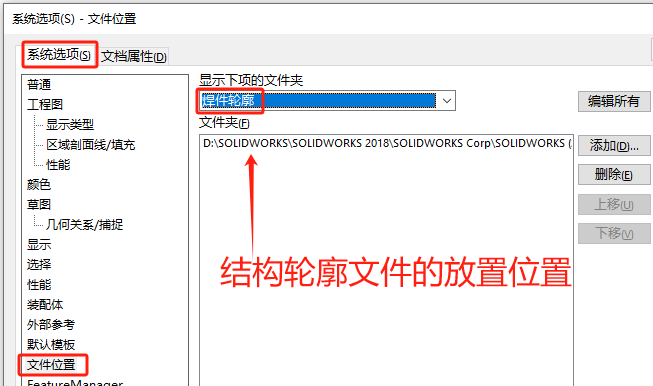 系统选项(S) - 文件位置
系统选项(S) 文档属性(D)
普通
工程图
显示类型
区域剖面线/填充
性能
颜色
草图
几何关系/捕捉
显示
选择
性能
装配体
外部参考
默认模板
文件位置
FeatureManager
显示下项的文件夹
焊件轮廓
编辑所有
文件夹(F)
D:\SOLIDWORKS\SOLIDWORKS 2018\SOLIDWORKS Corp\SOLIDWORKS (
添加(D)...
删除(E)
上移(U)
下移(V)
结构轮廓文件的放置位置